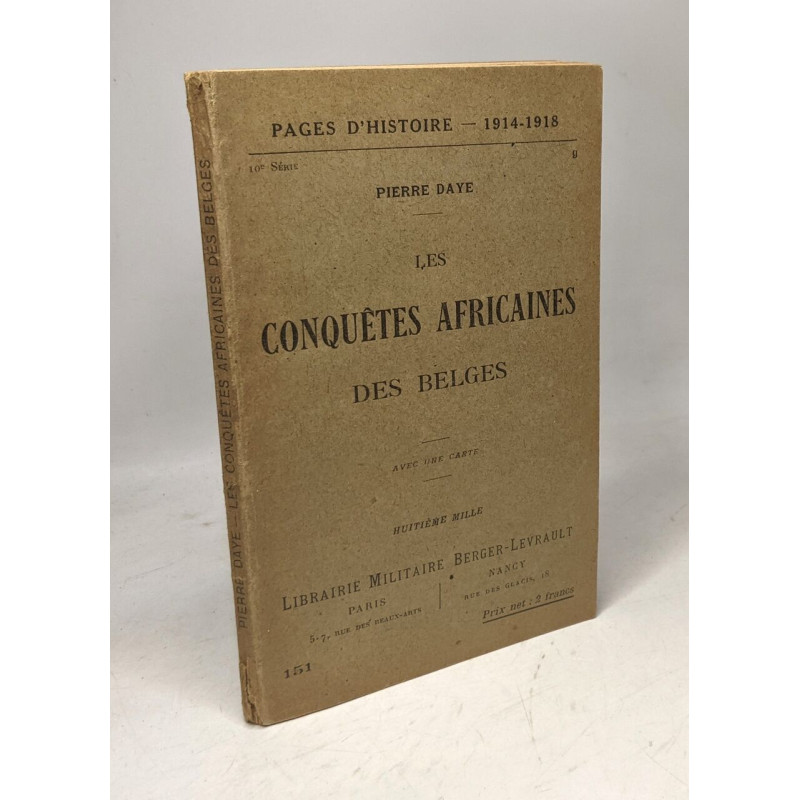 PAGES D'HISTOIRE — 1914-1918
10e SÉRIE
PIERRE DAYE
LES
CONQUÊTES AFRICAINES
DES BELGES
AVEC UNE CARTE
HUITIÈME MILLE
LIBRAIRIE MILITAIRE BERGER-LEVRAULT
PARIS
5-7, RUE DES BEAUX-ARTS
NANCY
RUE DES GLACIS, 18
Prix net : 2 francs
151
PIERRE DAYE — LES CONQUÊTES AFRICAINES DES BELGES